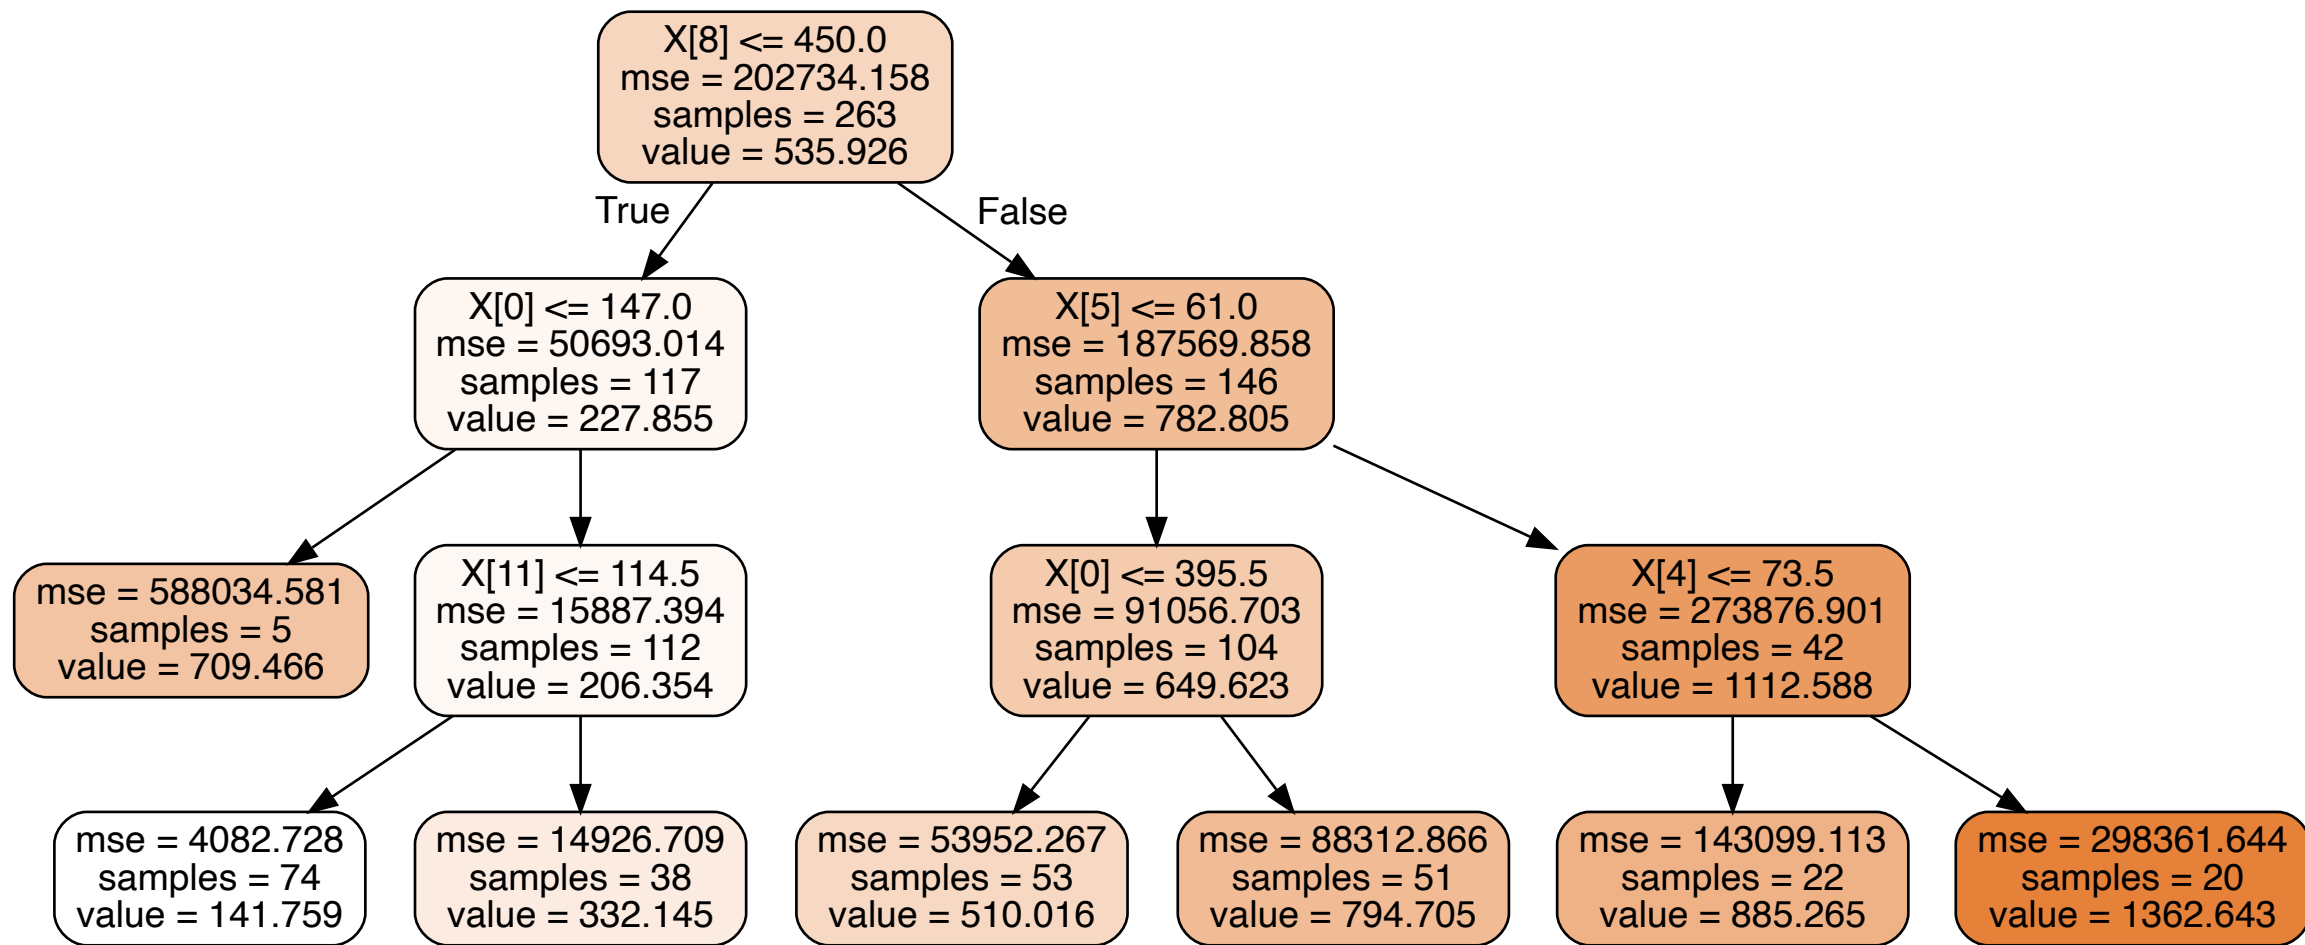 X[8] <= 450.0
mse = 202734.158
samples = 263
value = 535.926
True
False
X[0] <= 147.0
mse = 50693.014
samples = 117
value = 227.855
X[5] <= 61.0
mse = 187569.858
samples = 146
value = 782.805
mse = 588034.581
samples = 5
value = 709.466
X[11] <= 114.5
mse = 15887.394
samples = 112
value = 206.354
X[0] <= 395.5
mse = 91056.703
samples = 104
value = 649.623
X[4] <= 73.5
mse = 273876.901
samples = 42
value = 1112.588
mse = 4082.728
samples = 74
value = 141.759
mse = 14926.709
samples = 38
value = 332.145
mse = 53952.267
samples = 53
value = 510.016
mse = 88312.866
samples = 51
value = 794.705
mse = 143099.113
samples = 22
value = 885.265
mse = 298361.644
samples = 20
value = 1362.643